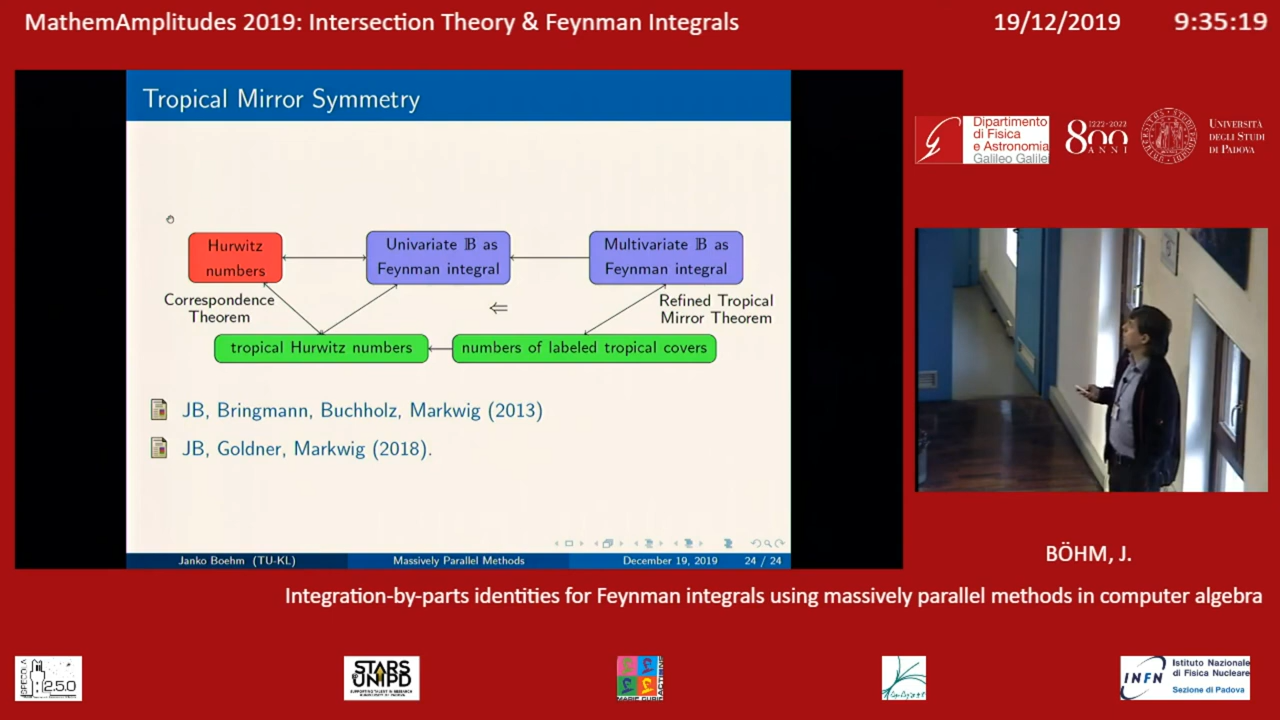 MathemAmplitudes 2019: Intersection Theory & Feynman Integrals
19/12/2019
9:35:19
Tropical Mirror Symmetry
Hurwitz
numbers
Univariate 𝔹 as
Feynman integral
Multivariate 𝔹 as
Feynman integral
Correspondence
Theorem
⇐
Refined Tropical
Mirror Theorem
tropical Hurwitz numbers
numbers of labeled tropical covers
JB, Bringmann, Buchholz, Markwig (2013)
JB, Goldner, Markwig (2018).
Janko Boehm (TU-KL)
Massively Parallel Methods
December 19, 2019
24 / 24
Dipartimento
di Fisica
e Astronomia
Galileo Galile
1222-2022
800
ANNI
UNIVERSITÀ
DEGLI STUDI
DI PADOVA
BÖHM, J.
Integration-by-parts identities for Feynman integrals using massively parallel methods in computer algebra
SPECOLA
250
STARS
UNIPD
INFN
Istituto Nazionale
di Fisica Nucleare
Sezione di Padova